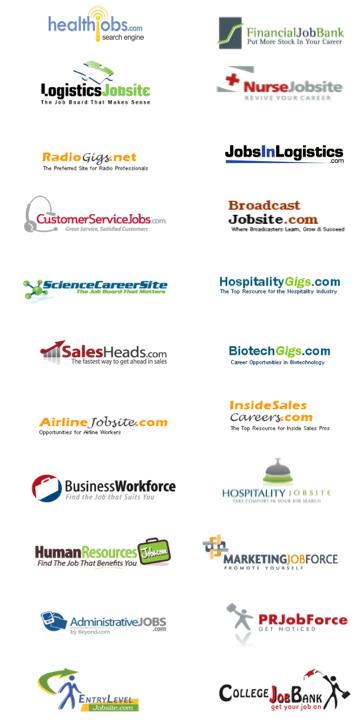 healthjobs.com
search engine
FinancialJobBank
Put More Stock In Your Career
LogisticsJobsite
The Job Board That Makes Sense
NurseJobsite
REVIVE YOUR CAREER
RadioGigs.net
The Preferred Site for Radio Professionals
JobsInLogistics
.com
CustomerServiceJobs.com
Great Service, Satisfied Customers
Broadcast
Jobsite.com
Where Broadcasters Learn, Grow & Succeed
ScienceCareerSite
The Job Board That Matters
HospitalityGigs.com
The Top Resource for the Hospitality Industry
SalesHeads.com
The fastest way to get ahead in sales
BiotechGigs.com
Career Opportunities in Biotechnology
AirlineJobsite.com
Opportunities for Airline Workers
InsideSales
Careers.com
The Top Resource for Inside Sales Pros
BusinessWorkforce
Find the Job that Suits You
HOSPITALITY JOBSITE
TAKE COMFORT IN YOUR JOB SEARCH
HumanResources
Jobs.com
Find The Job That Benefits You
MARKETINGJOBFORCE
PROMOTE YOURSELF
AdministrativeJOBS
.com
by Beyond.com
PRJobForce
GET NOTICED
ENTRYLEVEL
Jobsite.com
COLLEGE JOBBANK
get your job on